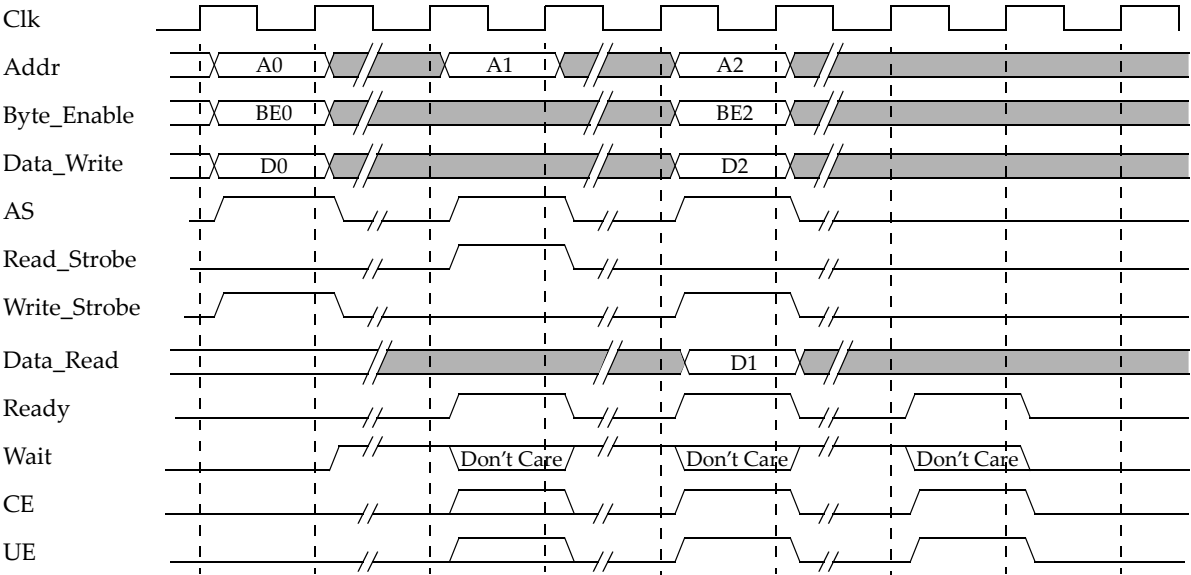 Clk
Addr A0 A1 A2
Byte_Enable BE0 BE2
Data_Write D0 D2
AS
Read_Strobe
Write_Strobe
Data_Read D1
Ready
Wait Don't Care Don't Care Don't Care
CE
UE